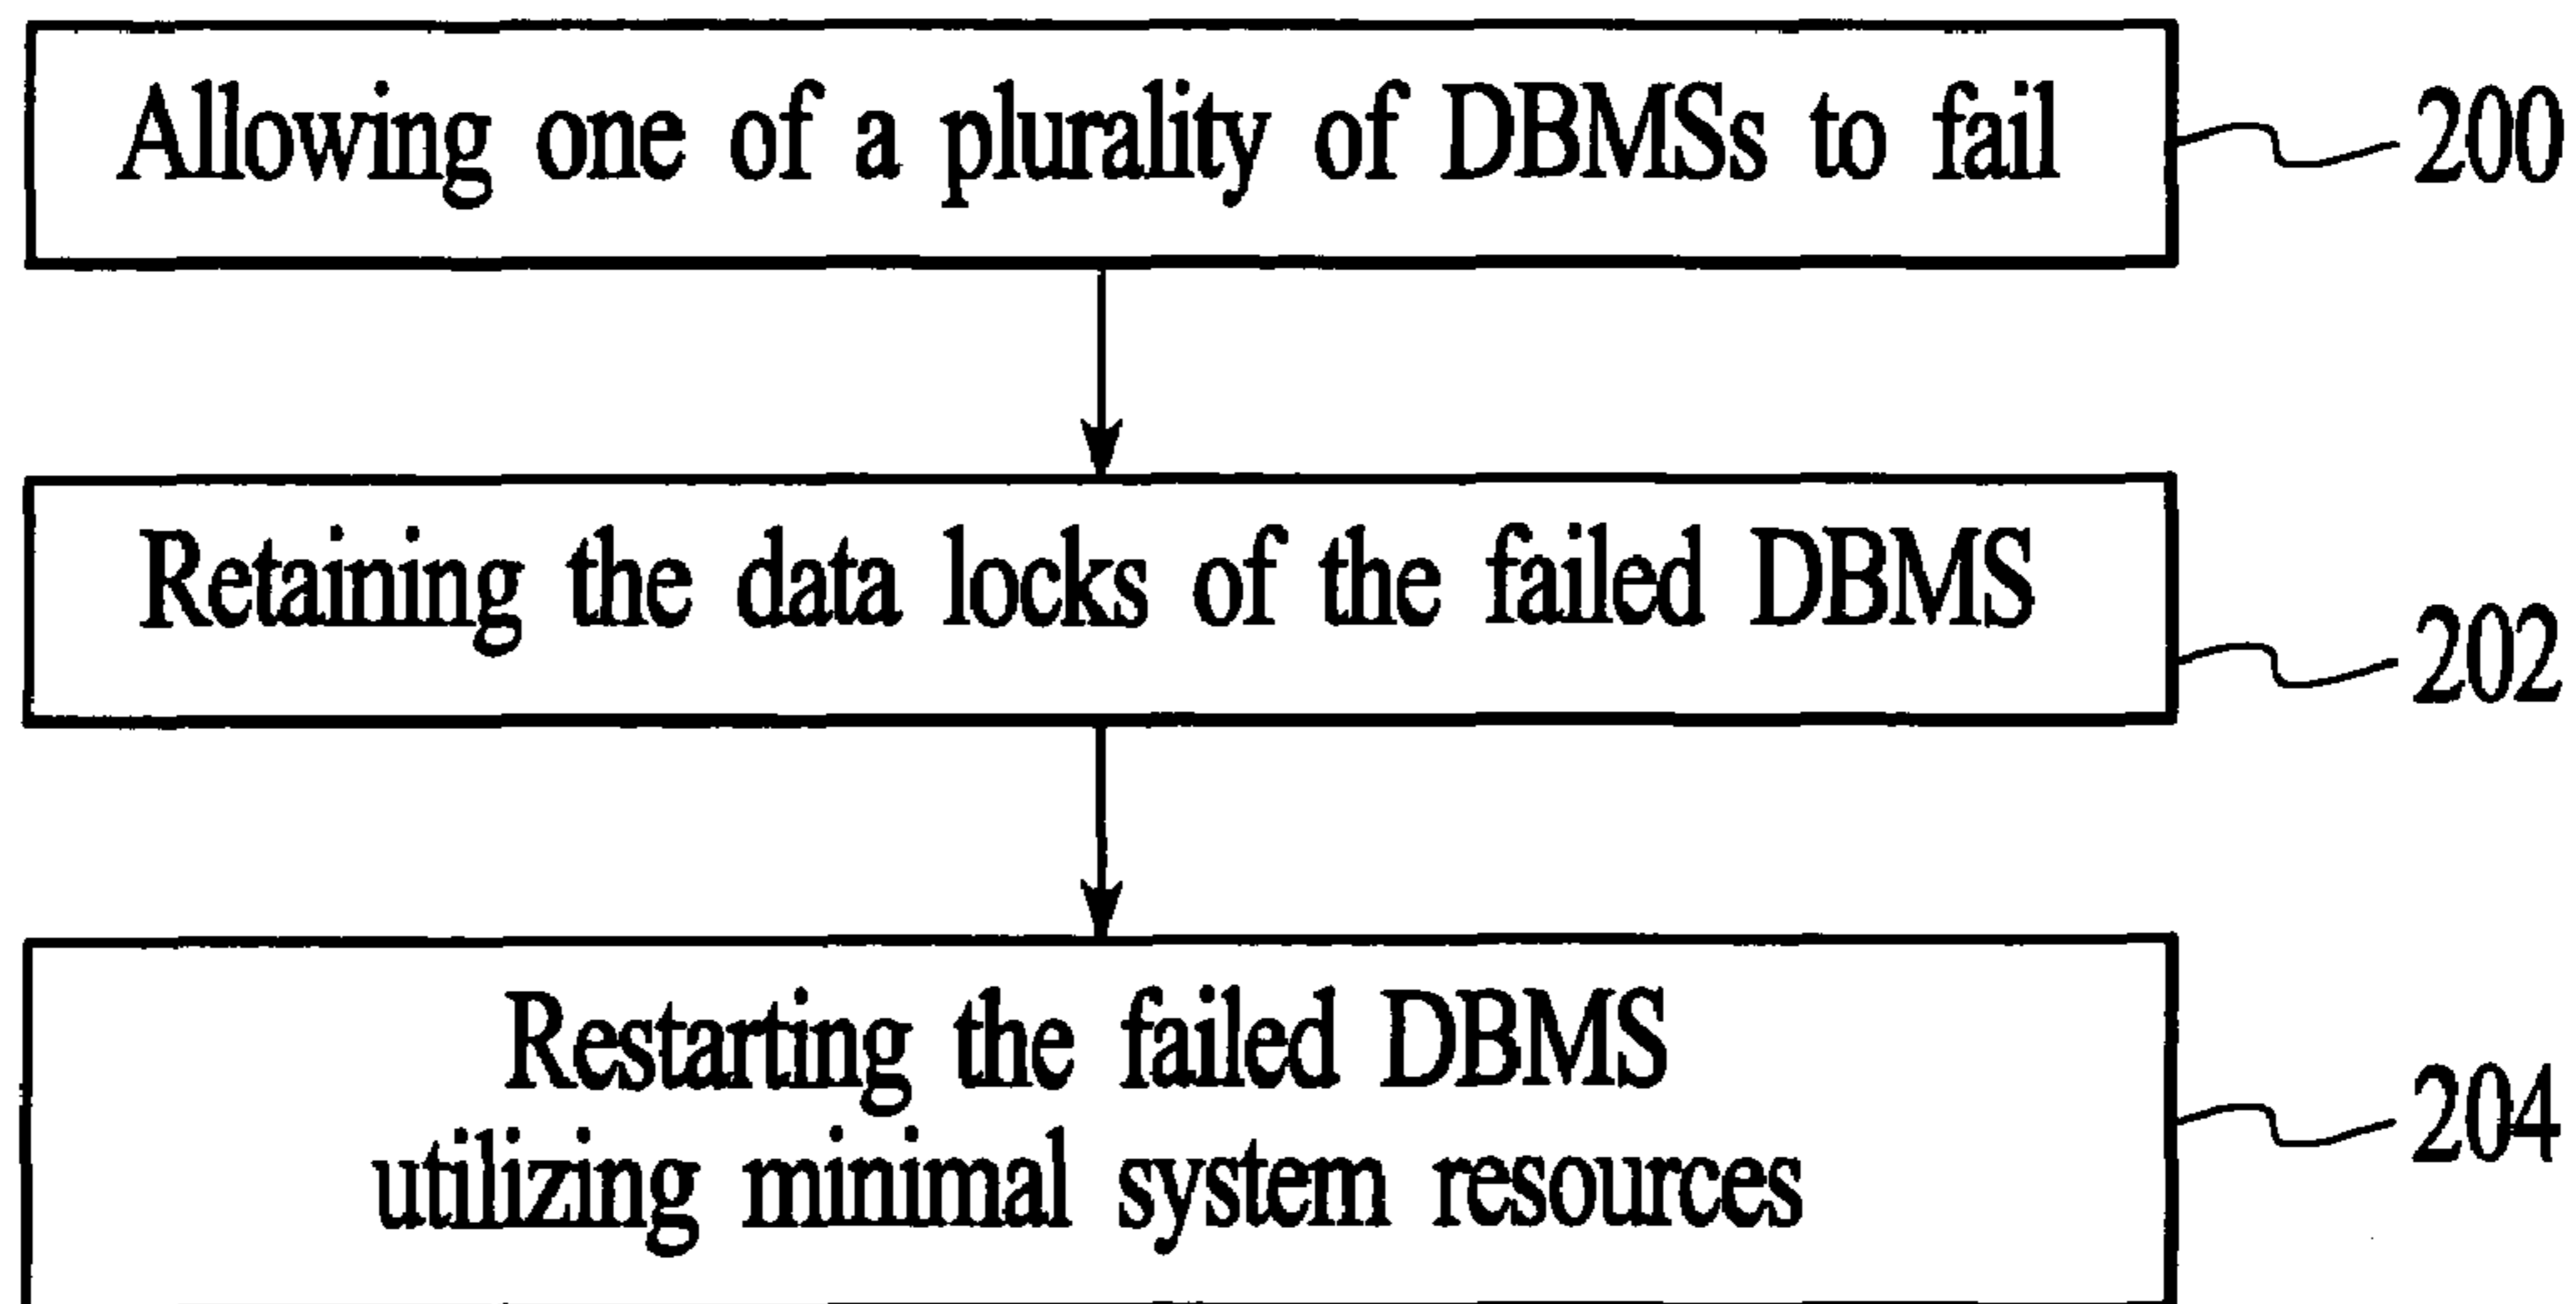 Allowing one of a plurality of DBMSs to fail
200
Retaining the data locks of the failed DBMS
202
Restarting the failed DBMS
utilizing minimal system resources
204